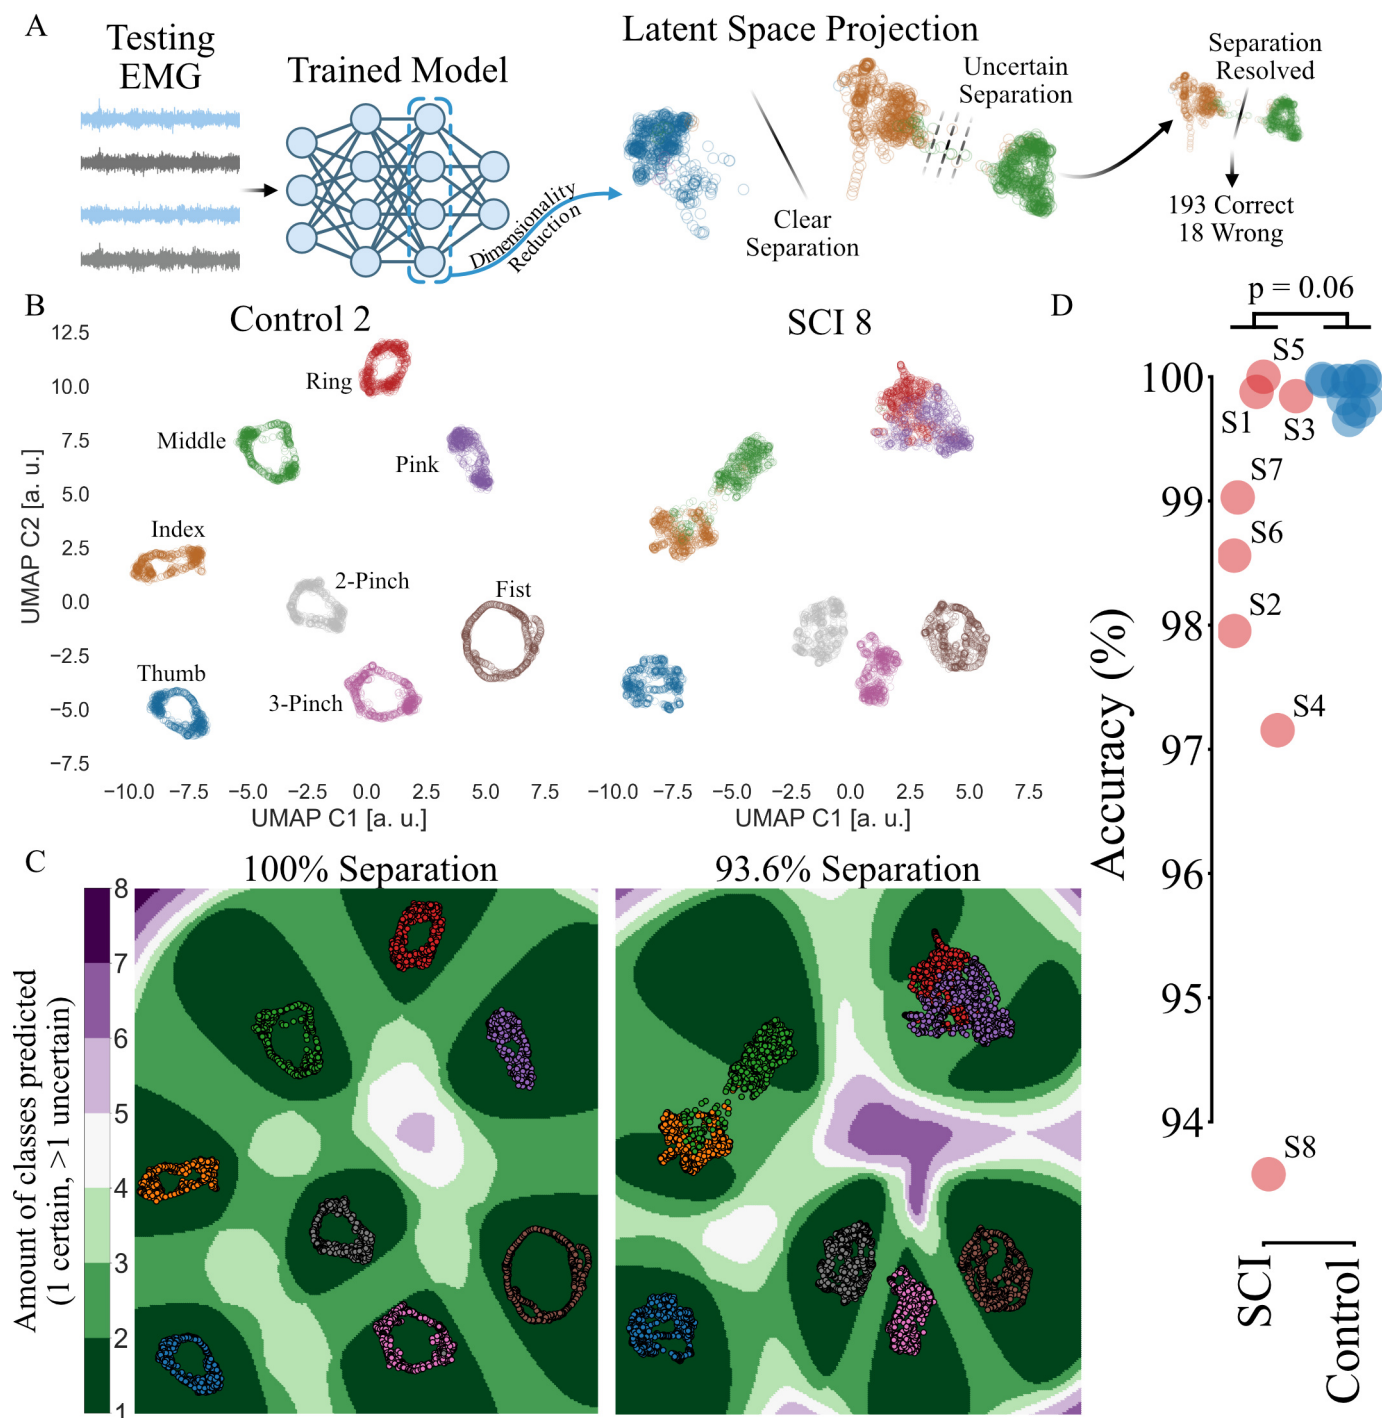 A
Testing
EMG
Trained Model
Dimensionality
Reduction
Latent Space Projection
Clear
Separation
Uncertain
Separation
Separation
Resolved
193 Correct
18 Wrong
B
Control 2
SCI 8
12.5
10.0
7.5
5.0
2.5
0.0
−2.5
−5.0
−7.5
UMAP C2 [a. u.]
Ring
Middle
Pink
Index
2-Pinch
Fist
Thumb
3-Pinch
−10.0 −7.5 −5.0 −2.5 0.0 2.5 5.0 7.5
UMAP C1 [a. u.]
−10.0 −7.5 −5.0 −2.5 0.0 2.5 5.0 7.5
UMAP C1 [a. u.]
C
100% Separation
93.6% Separation
Amount of classes predicted
(1 certain, >1 uncertain)
8
7
6
5
4
3
2
1
D
p = 0.06
Accuracy (%)
100
99
98
97
96
95
94
S5
S1
S3
S7
S6
S2
S4
S8
SCI
Control